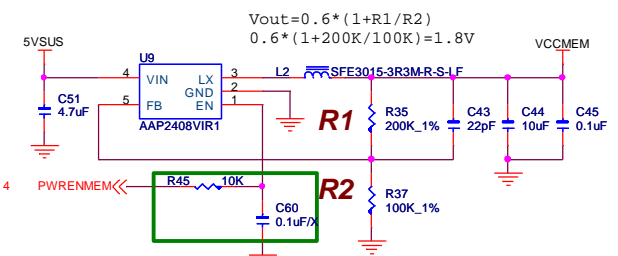 Vout=0.6*(1+R1/R2)
0.6*(1+200K/100K)=1.8V
5VSUS
VCCMEM
U9
4 VIN LX 3
GND 2
5 FB EN 1
AAP2408VIR1
C51
4.7uF
L2 SFE3015-3R3M-R-S-LF
R1
R35
200K_1%
C43
22pF
C44
10uF
C45
0.1uF
4 PWRENMEM
R45 10K
R2
R37
100K_1%
C60
0.1uF/X